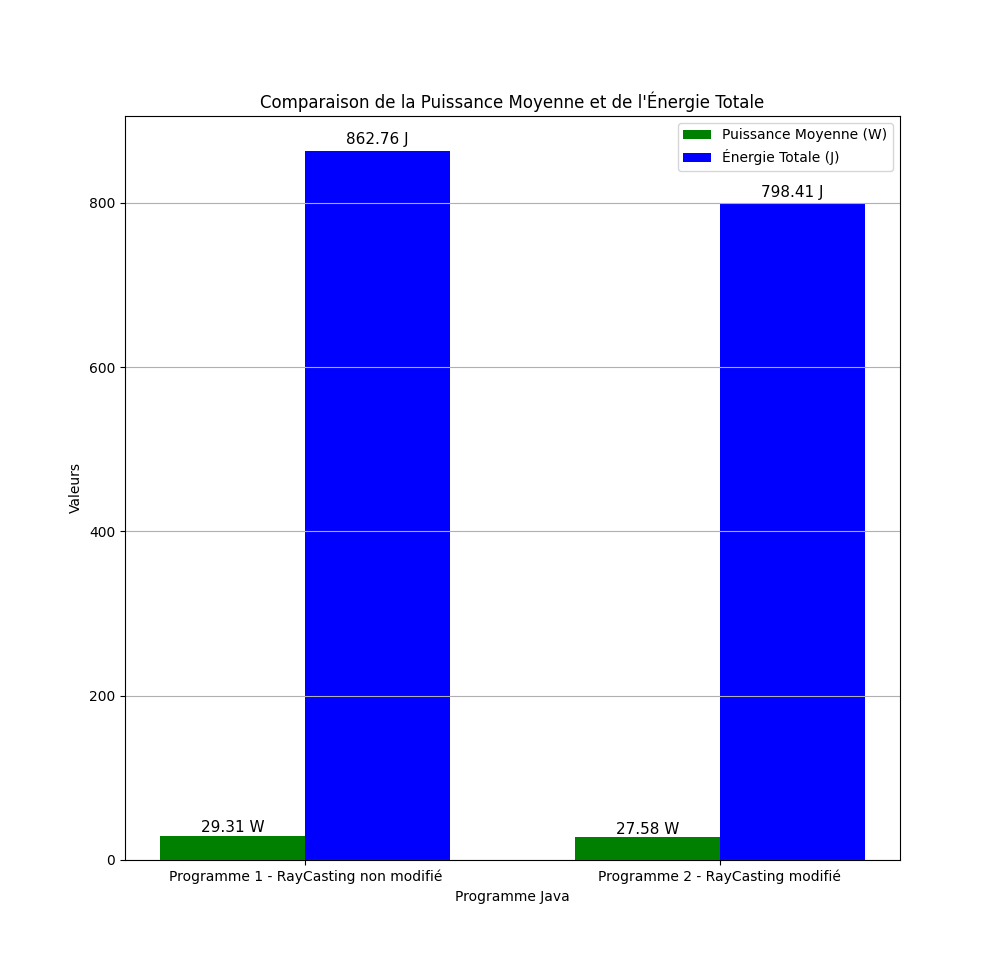 Comparaison de la Puissance Moyenne et de l'Énergie Totale
862.76 J
Puissance Moyenne (W)
Énergie Totale (J)
798.41 J
800
600
Valeurs
400
200
29.31 W
27.58 W
0
Programme 1 - RayCasting non modifié
Programme 2 - RayCasting modifié
Programme Java